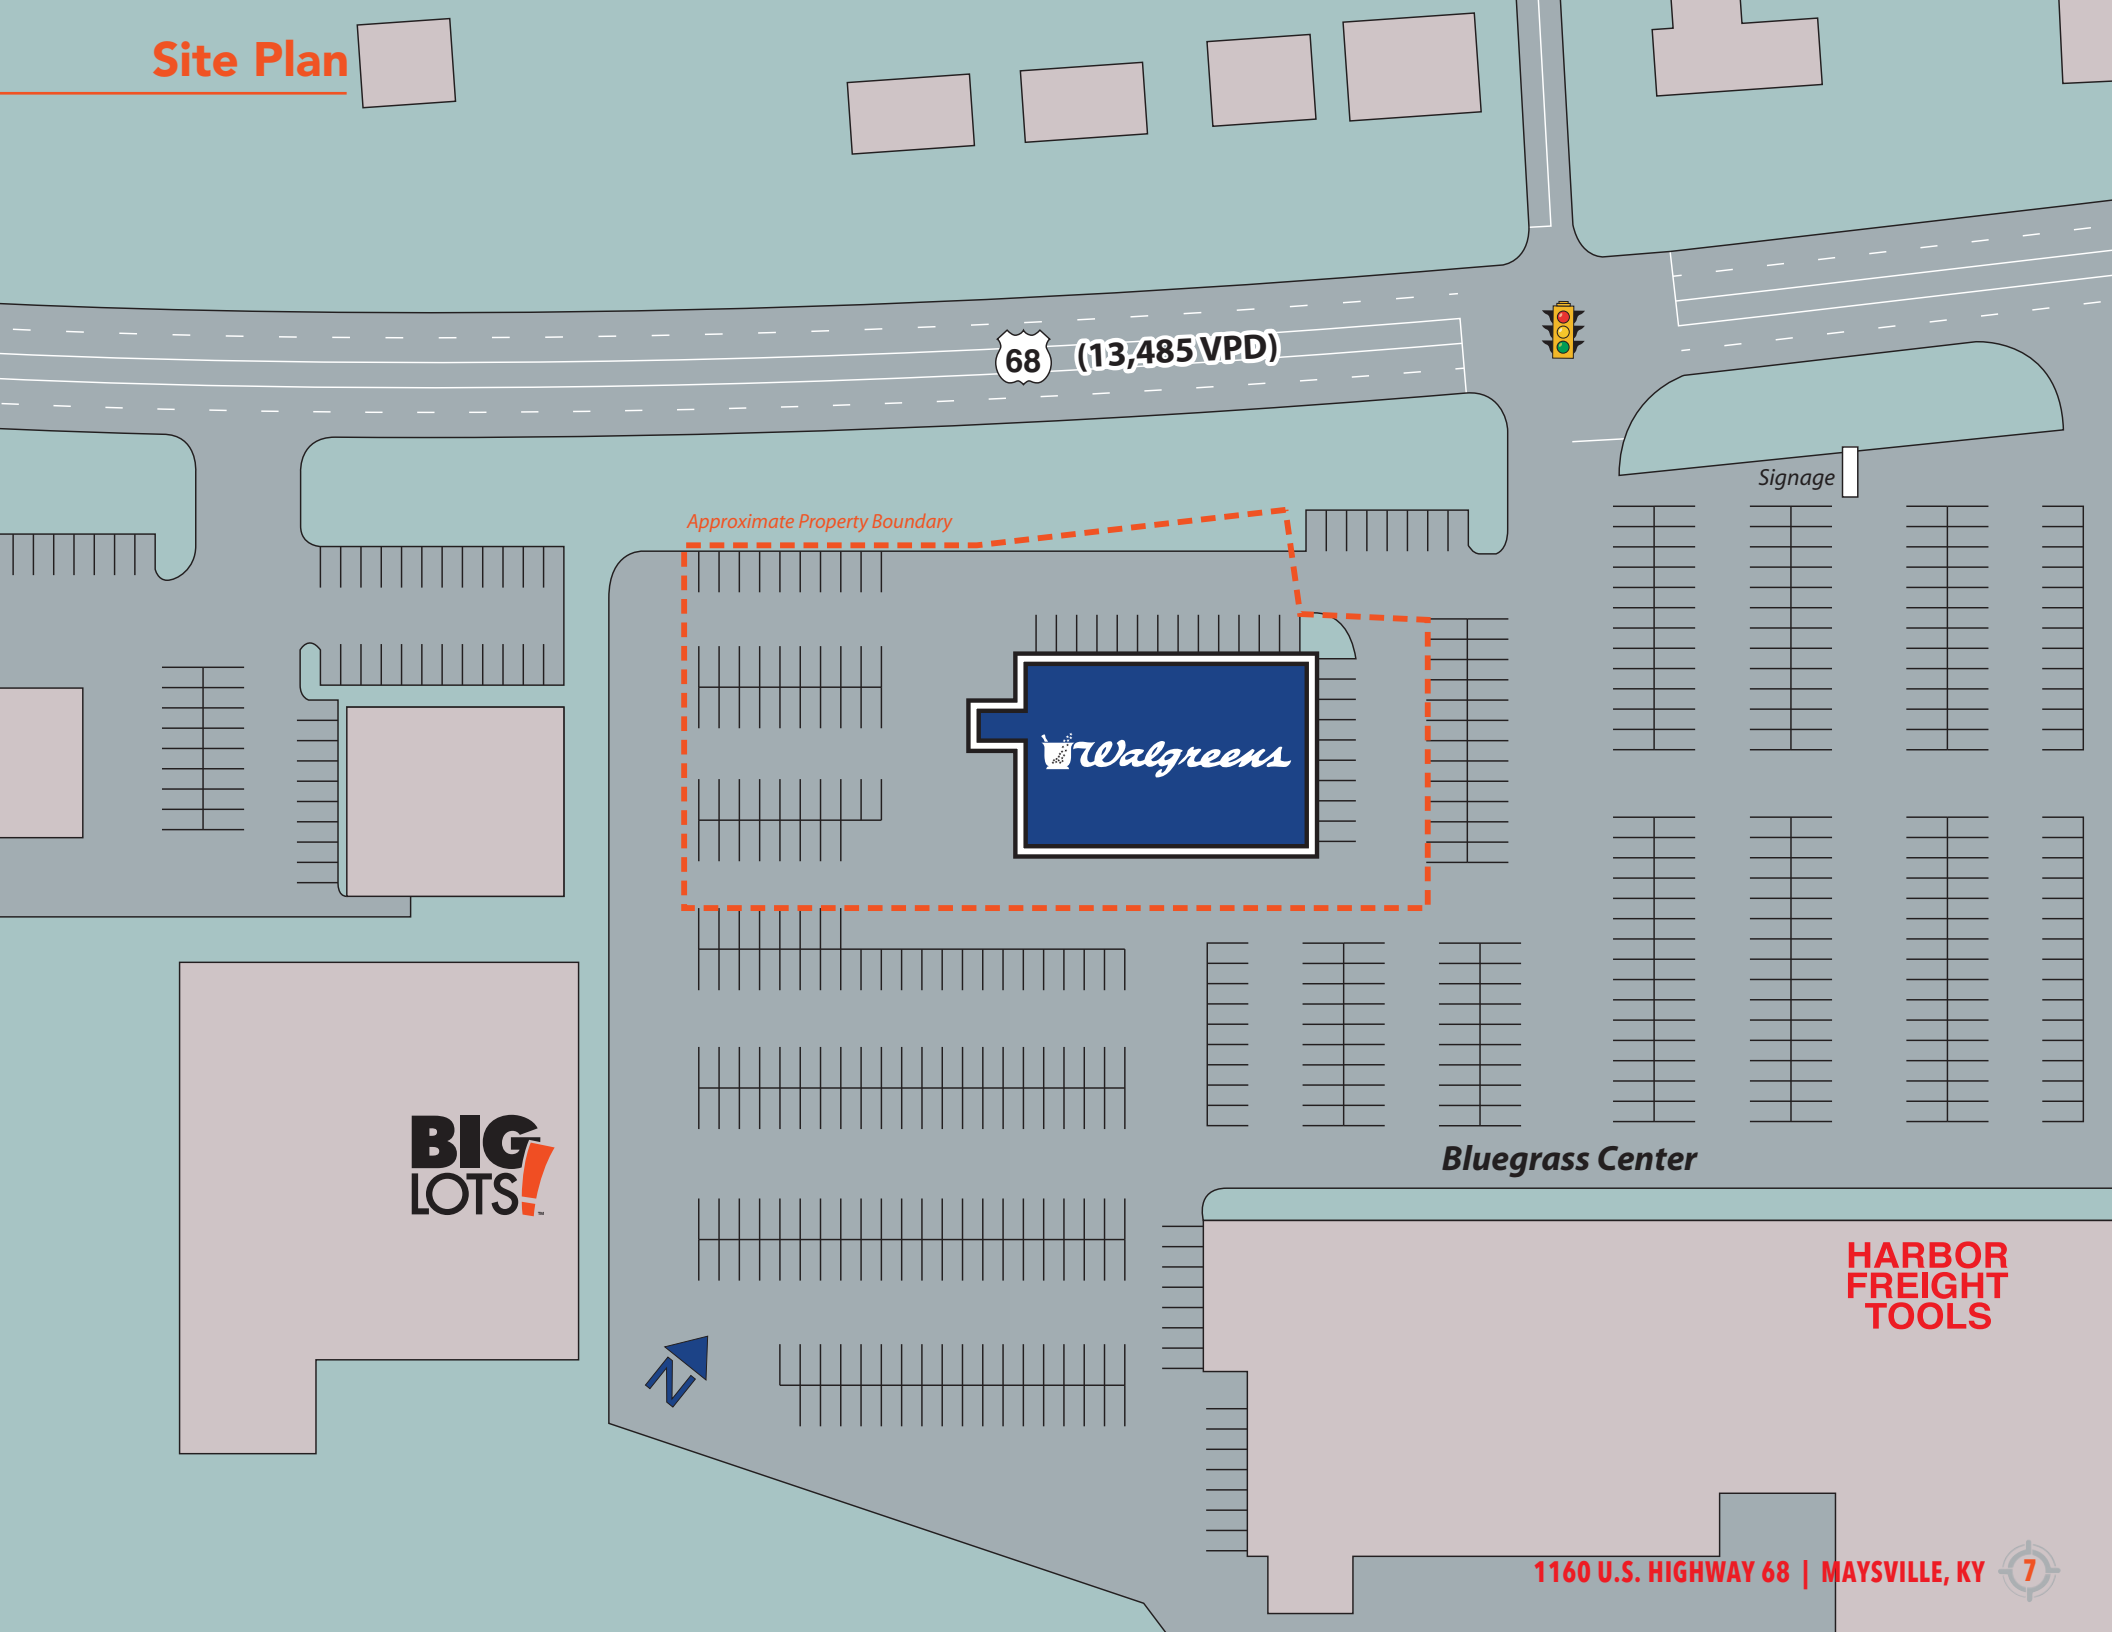 Site Plan
68
(13,485 VPD)
Signage
Approximate Property Boundary
Walgreens
BIG
LOTS!™
Bluegrass Center
HARBOR
FREIGHT
TOOLS
N
1160 U.S. HIGHWAY 68 | MAYSVILLE, KY
7